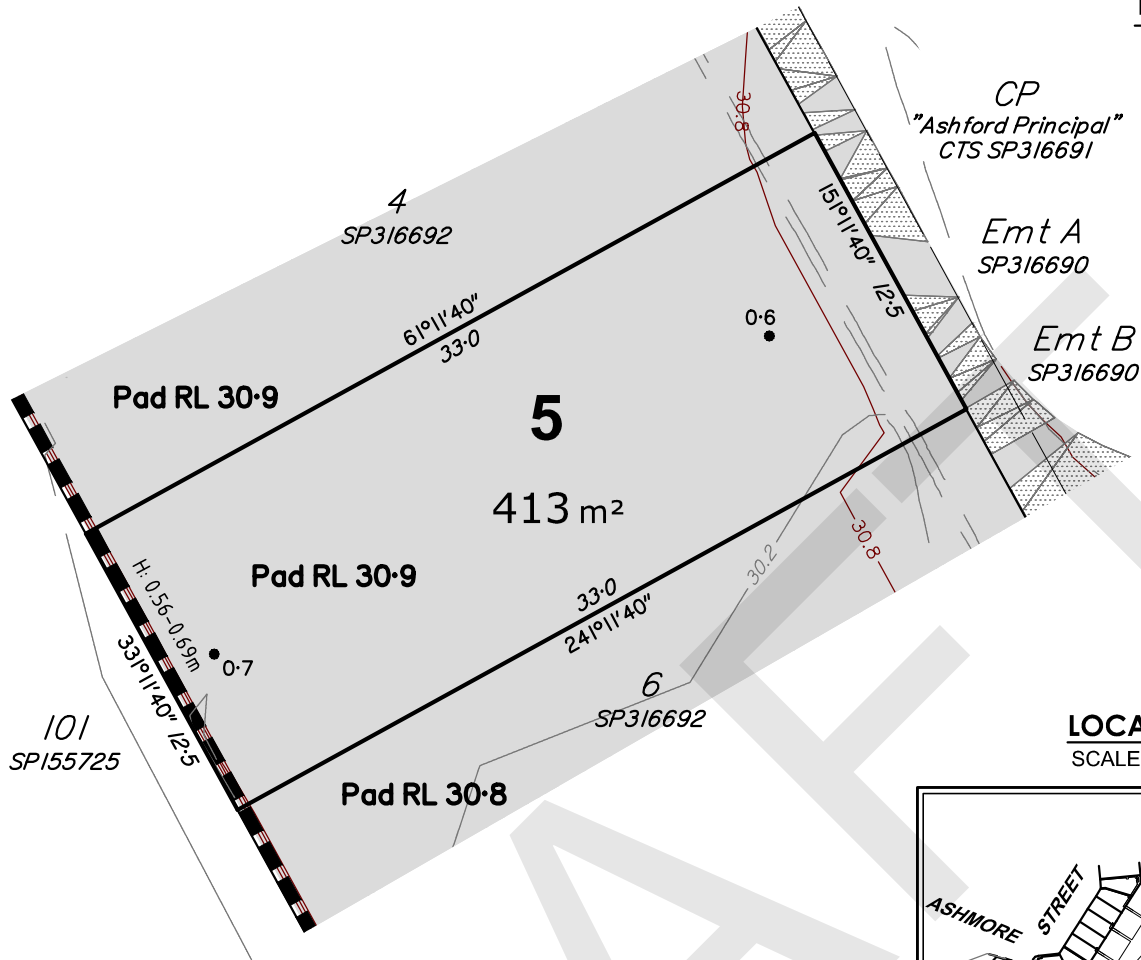 CP
"Ashford Principal"
CTS SP316691
30.8
4
SP316692
151°11'40"
12·5
Emt A
SP316690
61°11'40"
33·0
0·6
Emt B
SP316690
Pad RL 30·9
5
413 m²
30.8
30.2
H: 0.56-0.69m
Pad RL 30·9
33·0
241°11'40"
331°11'40"
12·5
0·7
6
SP316692
101
SP155725
LOCA
SCALE
Pad RL 30·8
ASHMORE
STREET